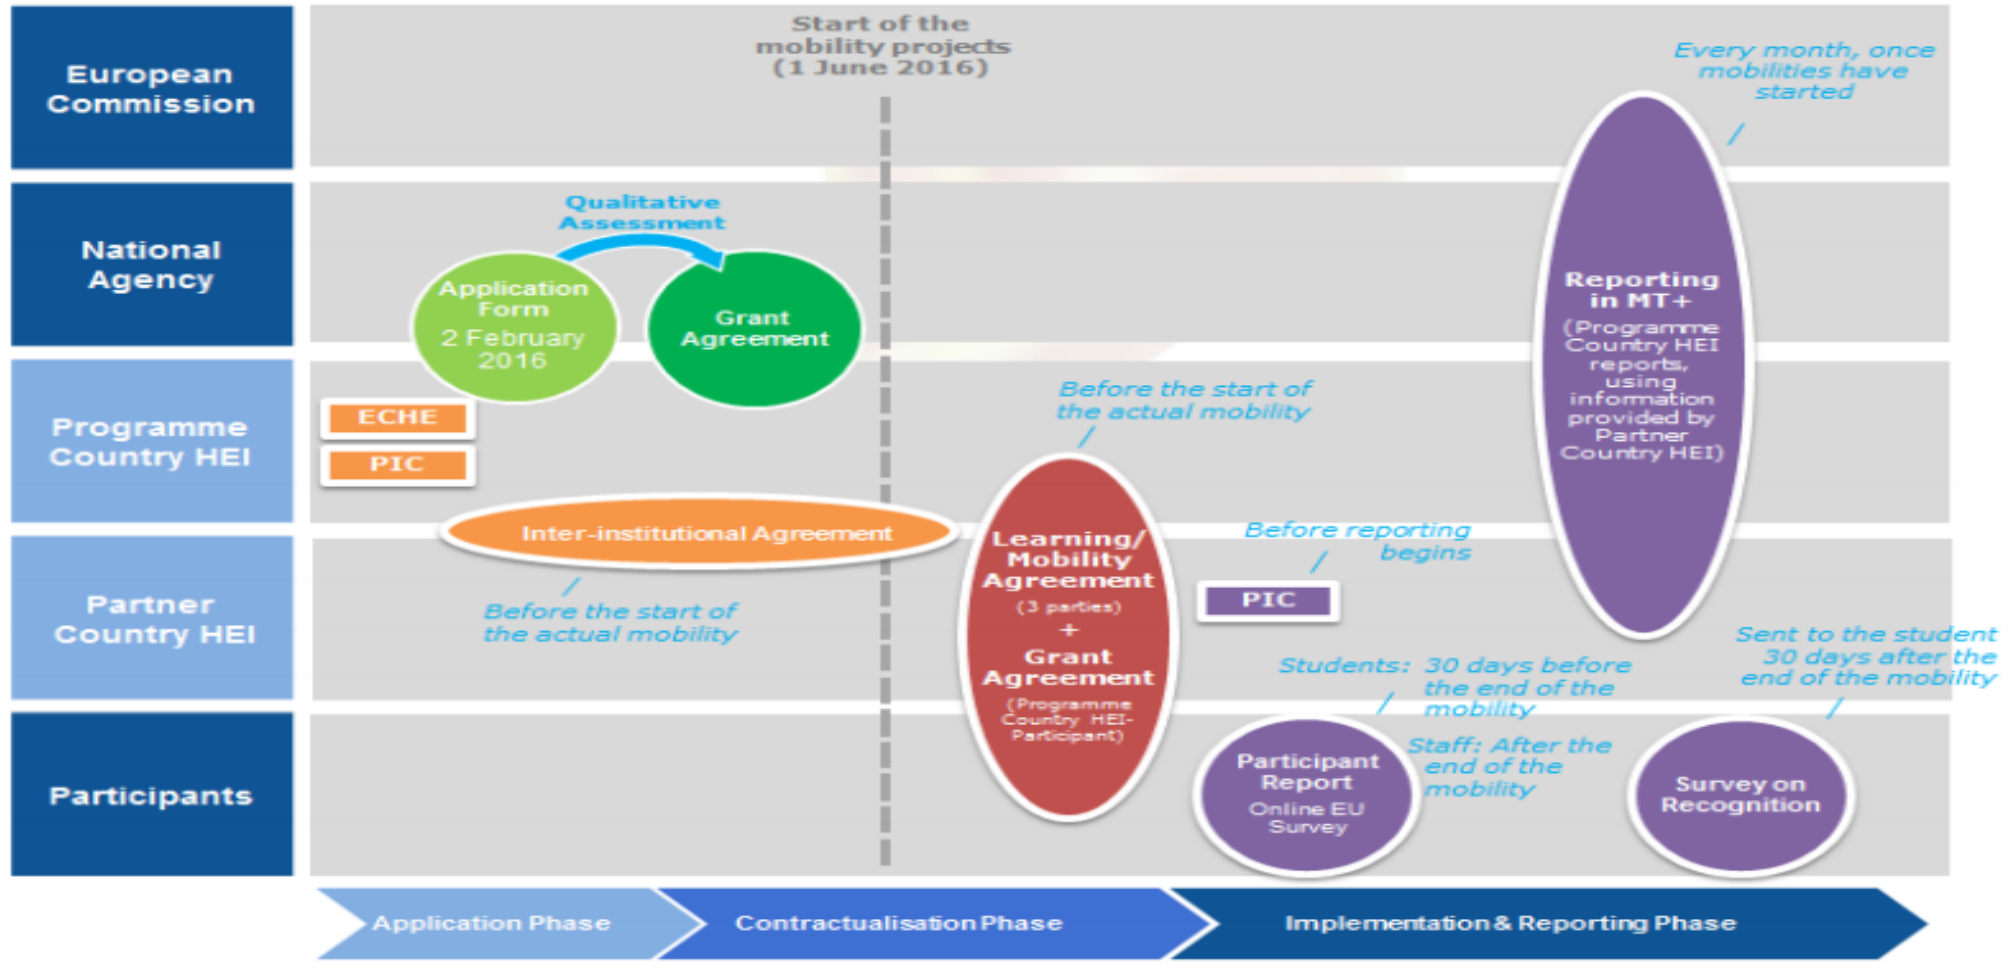 European
Commission
National
Agency
Programme
Country HEI
Partner
Country HEI
Participants
Start of the
mobility projects
(1 June 2016)
Every month, once
mobilities have
started
Qualitative
Assessment
Application
Form
2 February
2016
Grant
Agreement
Reporting
in MT+
(Programme
Country HEI
reports,
using
information
provided by
Partner
Country HEI)
ECHE
PIC
Before the start of
the actual mobility
Inter-institutional Agreement
Before the start of
the actual mobility
Learning/
Mobility
Agreement
(3 parties)
+
Grant
Agreement
(Programme
Country HEI-
Participant)
Before reporting
begins
PIC
Students: 30 days before
the end of the
mobility
Staff: After the
end of the
mobility
Sent to the student
30 days after the
end of the mobility
Participant
Report
Online EU
Survey
Survey on
Recognition
Application Phase
Contractualisation Phase
Implementation & Reporting Phase